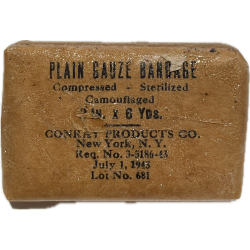 PLAIN GAUZE BANDAGE
Compressed - Sterilized
Camouflaged
2 in. x 6 Yds.
CONRAY PRODUCTS CO.
New York, N. Y.
Req. No. 3-5186-43
July 1, 1943
Lot No. 681